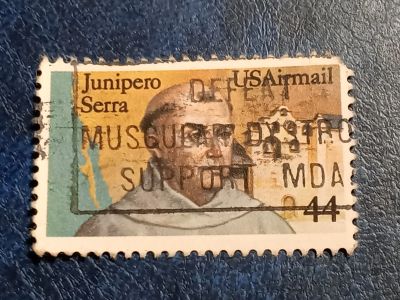 Junipero
Serra
USAirmail
DEFEAT
MUSCULAR DYSTRO
SUPPORT MDA
44